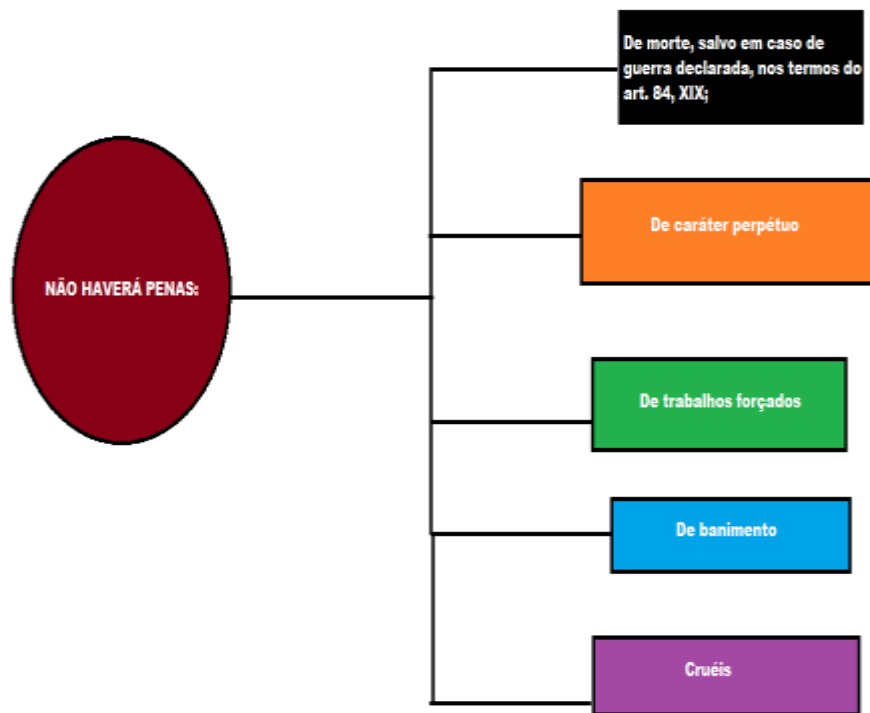 NÃO HAVERÁ PENAS:
De morte, salvo em caso de
guerra declarada, nos termos do
art. 84, XIX;
De caráter perpétuo
De trabalhos forçados
De banimento
Cruéis